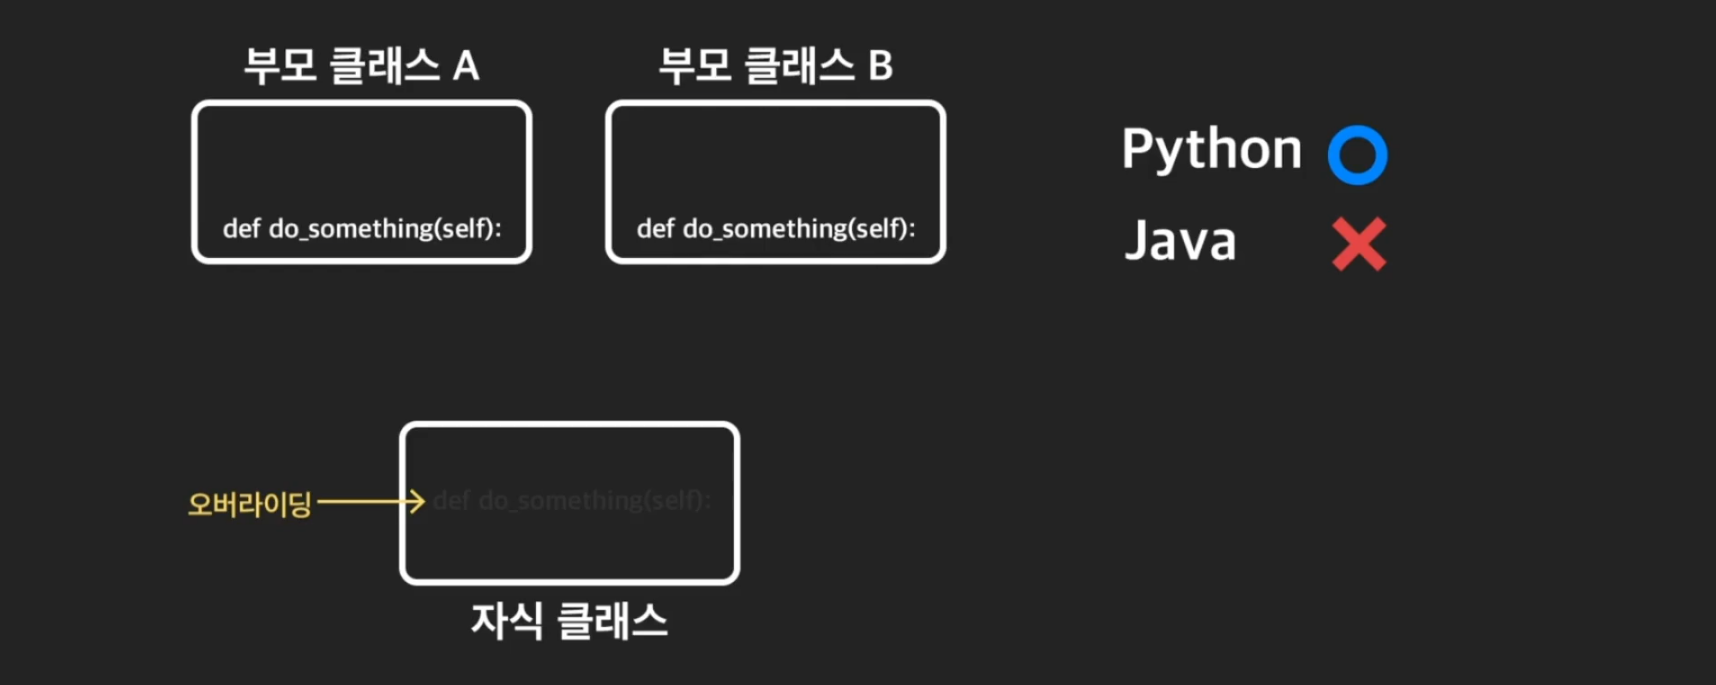 부모 클래스 A
부모 클래스 B
def do_something(self):
def do_something(self):
Python
Java
오버라이딩
def do_something(self):
자식 클래스